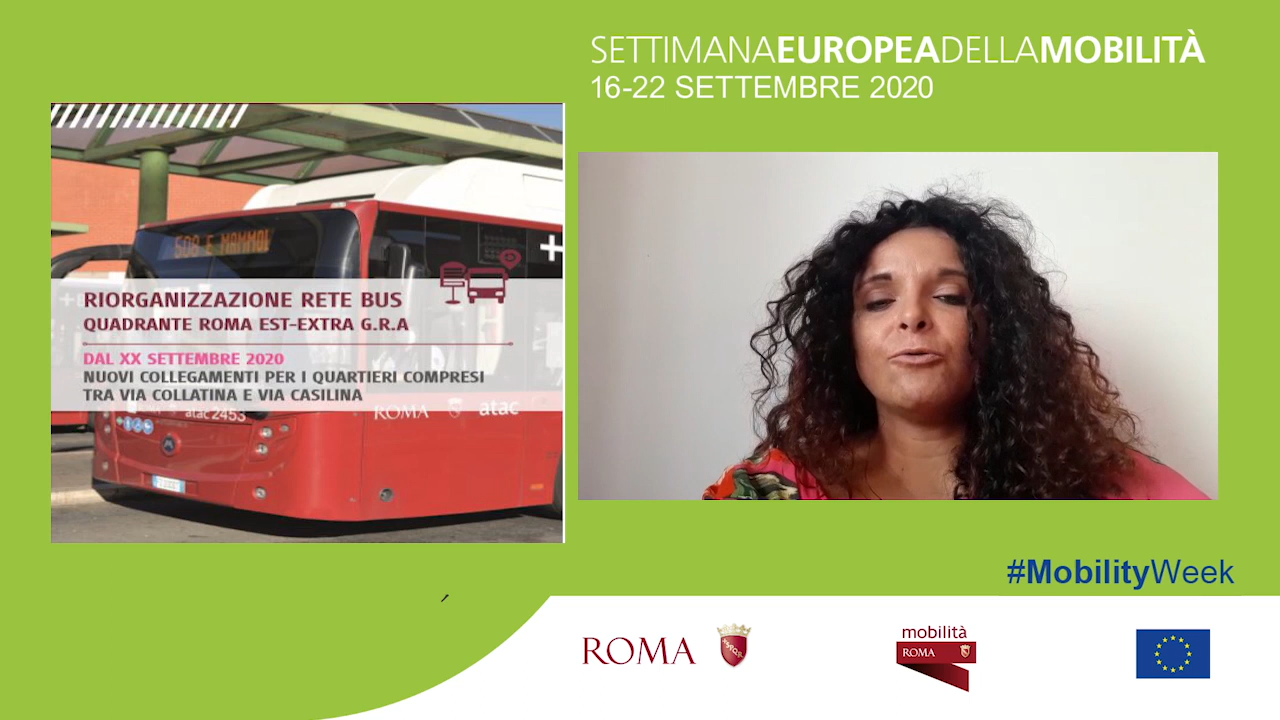 SETTIMANAEUROPEADELLAMOBILITÀ
16-22 SETTEMBRE 2020
RIORGANIZZAZIONE RETE BUS
QUADRANTE ROMA EST-EXTRA G.R.A
DAL XX SETTEMBRE 2020
NUOVI COLLEGAMENTI PER I QUARTIERI COMPRESI
TRA VIA COLLATINA E VIA CASILINA
atac 2453
ROMA atac
#MobilityWeek
ROMA
mobilità
ROMA